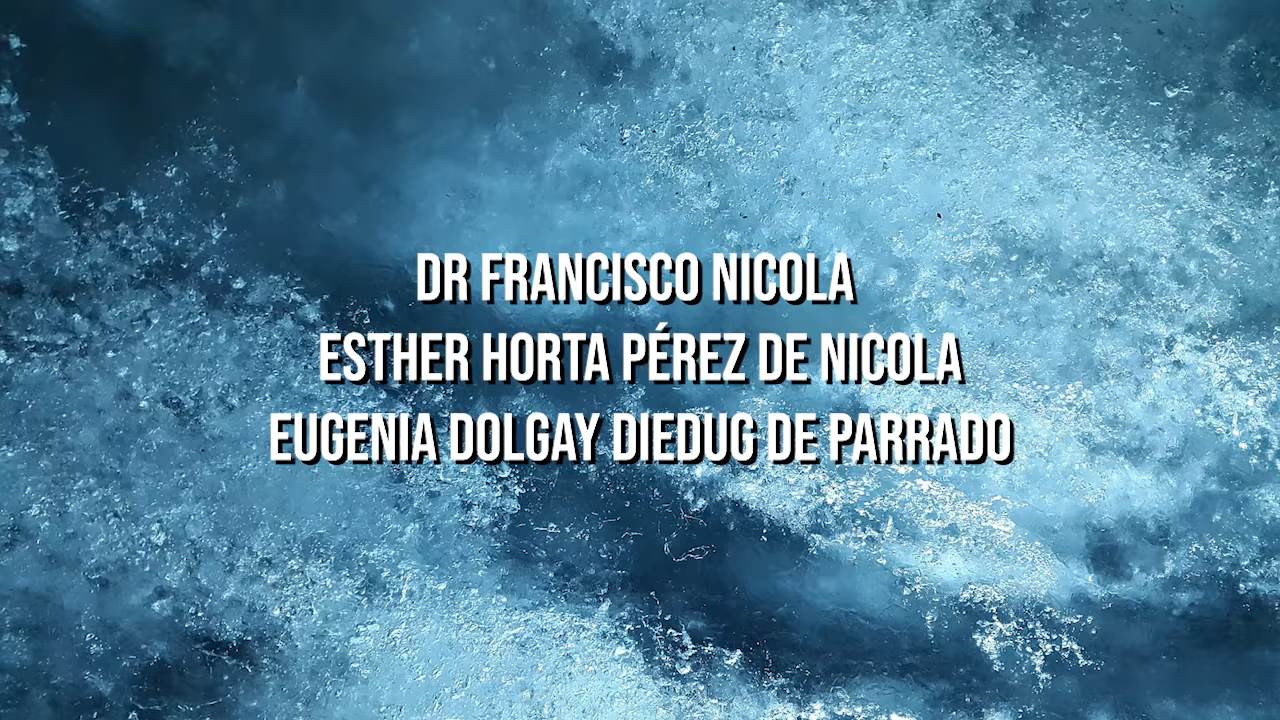 DR FRANCISCO NICOLA
ESTHER HORTA PÉREZ DE NICOLA
EUGENIA DOLGAY DIEDUG DE PARRADO